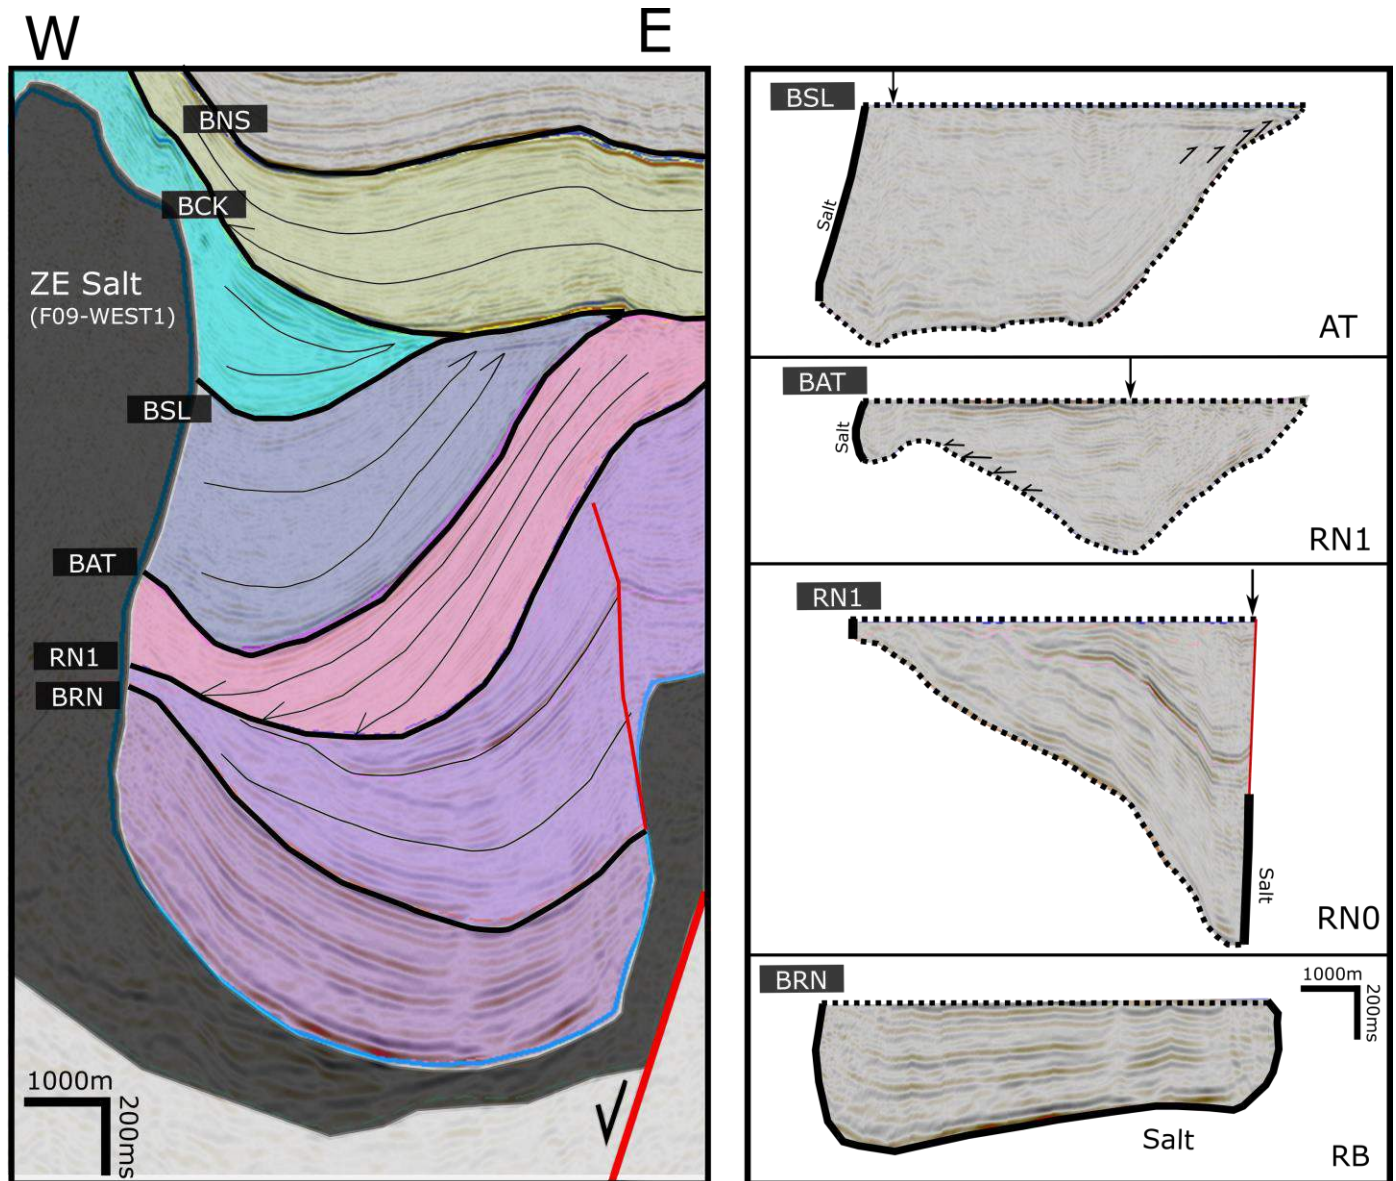 W
E
BNS
BCK
ZE Salt
(F09-WEST1)
BSL
BAT
RN1
BRN
1000m
200ms
BSL
Salt
AT
BAT
Salt
RN1
RN1
Salt
RN0
BRN
1000m
200ms
Salt
RB